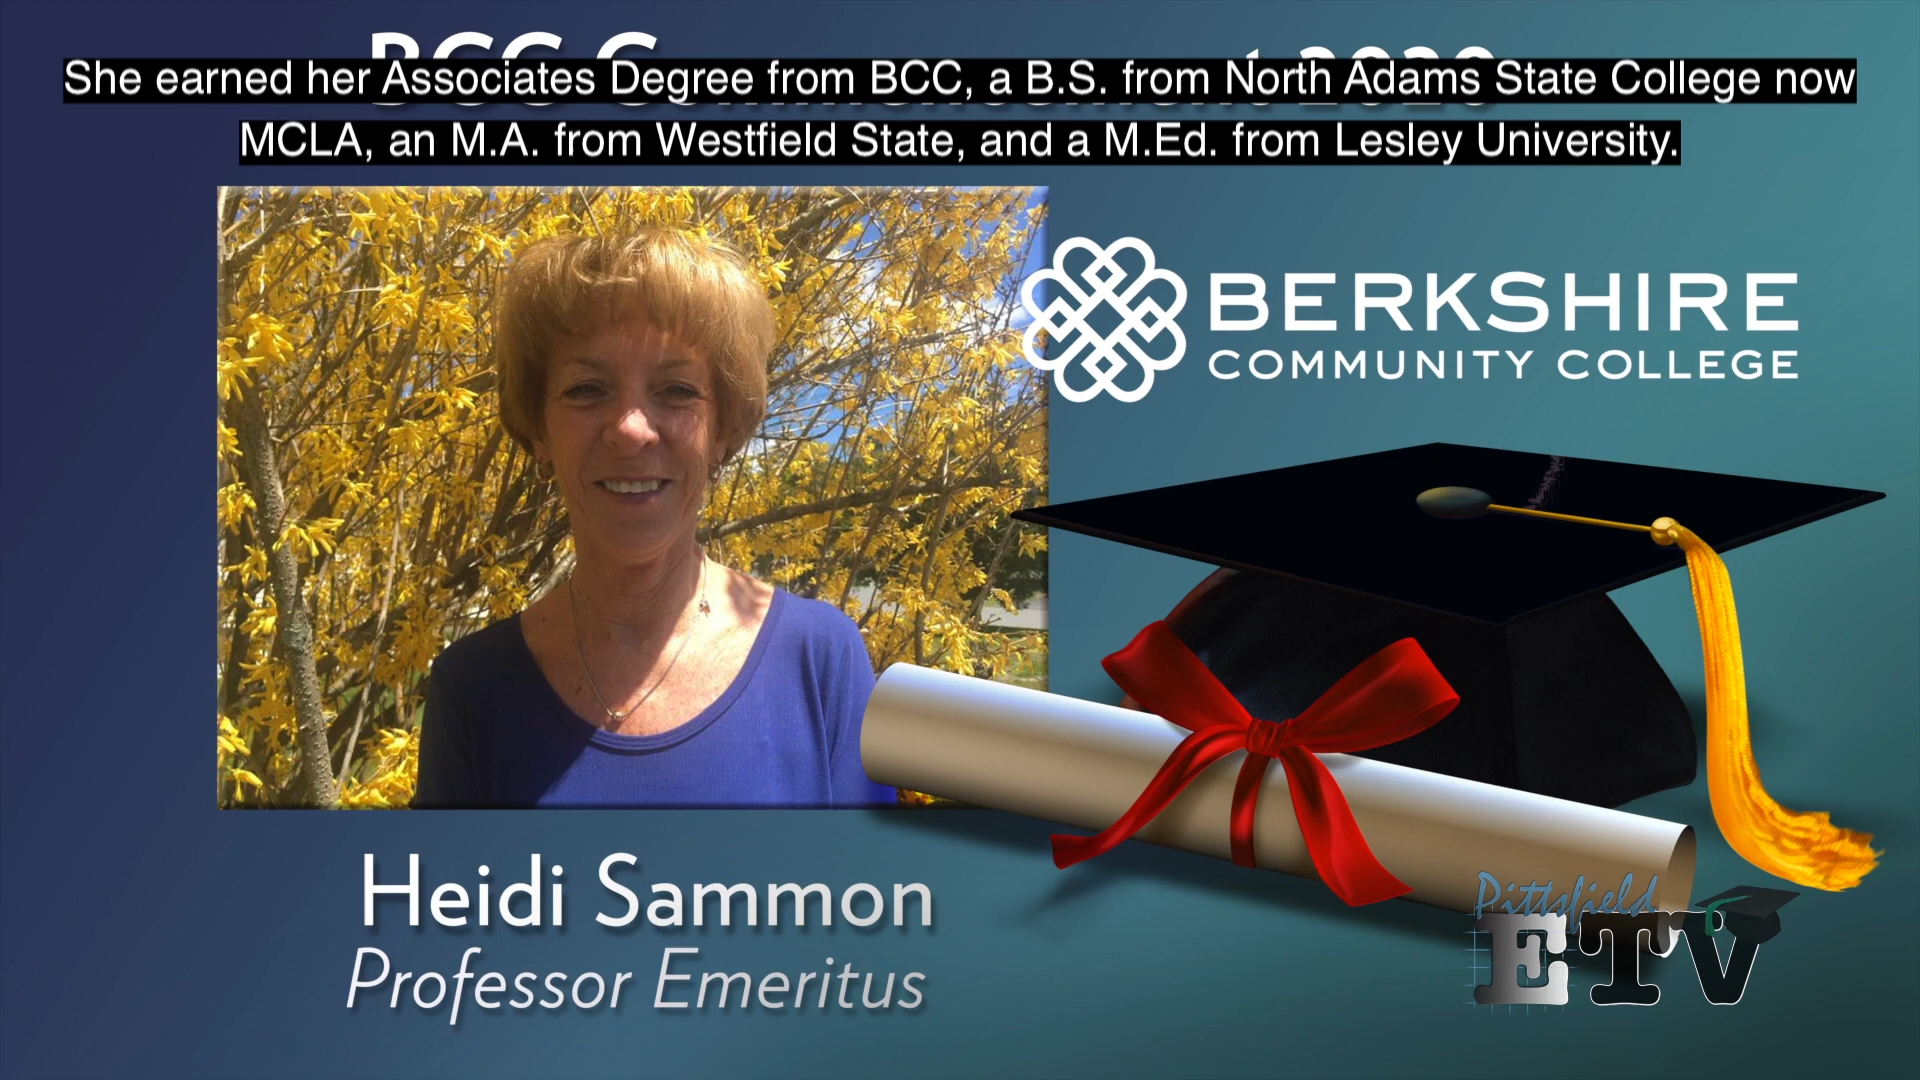 She earned her Associates Degree from BCC, a B.S. from North Adams State College now
MCLA, an M.A. from Westfield State, and a M.Ed. from Lesley University.
BERKSHIRE
COMMUNITY COLLEGE
Heidi Sammon
Professor Emeritus
Pittsfield
ETV